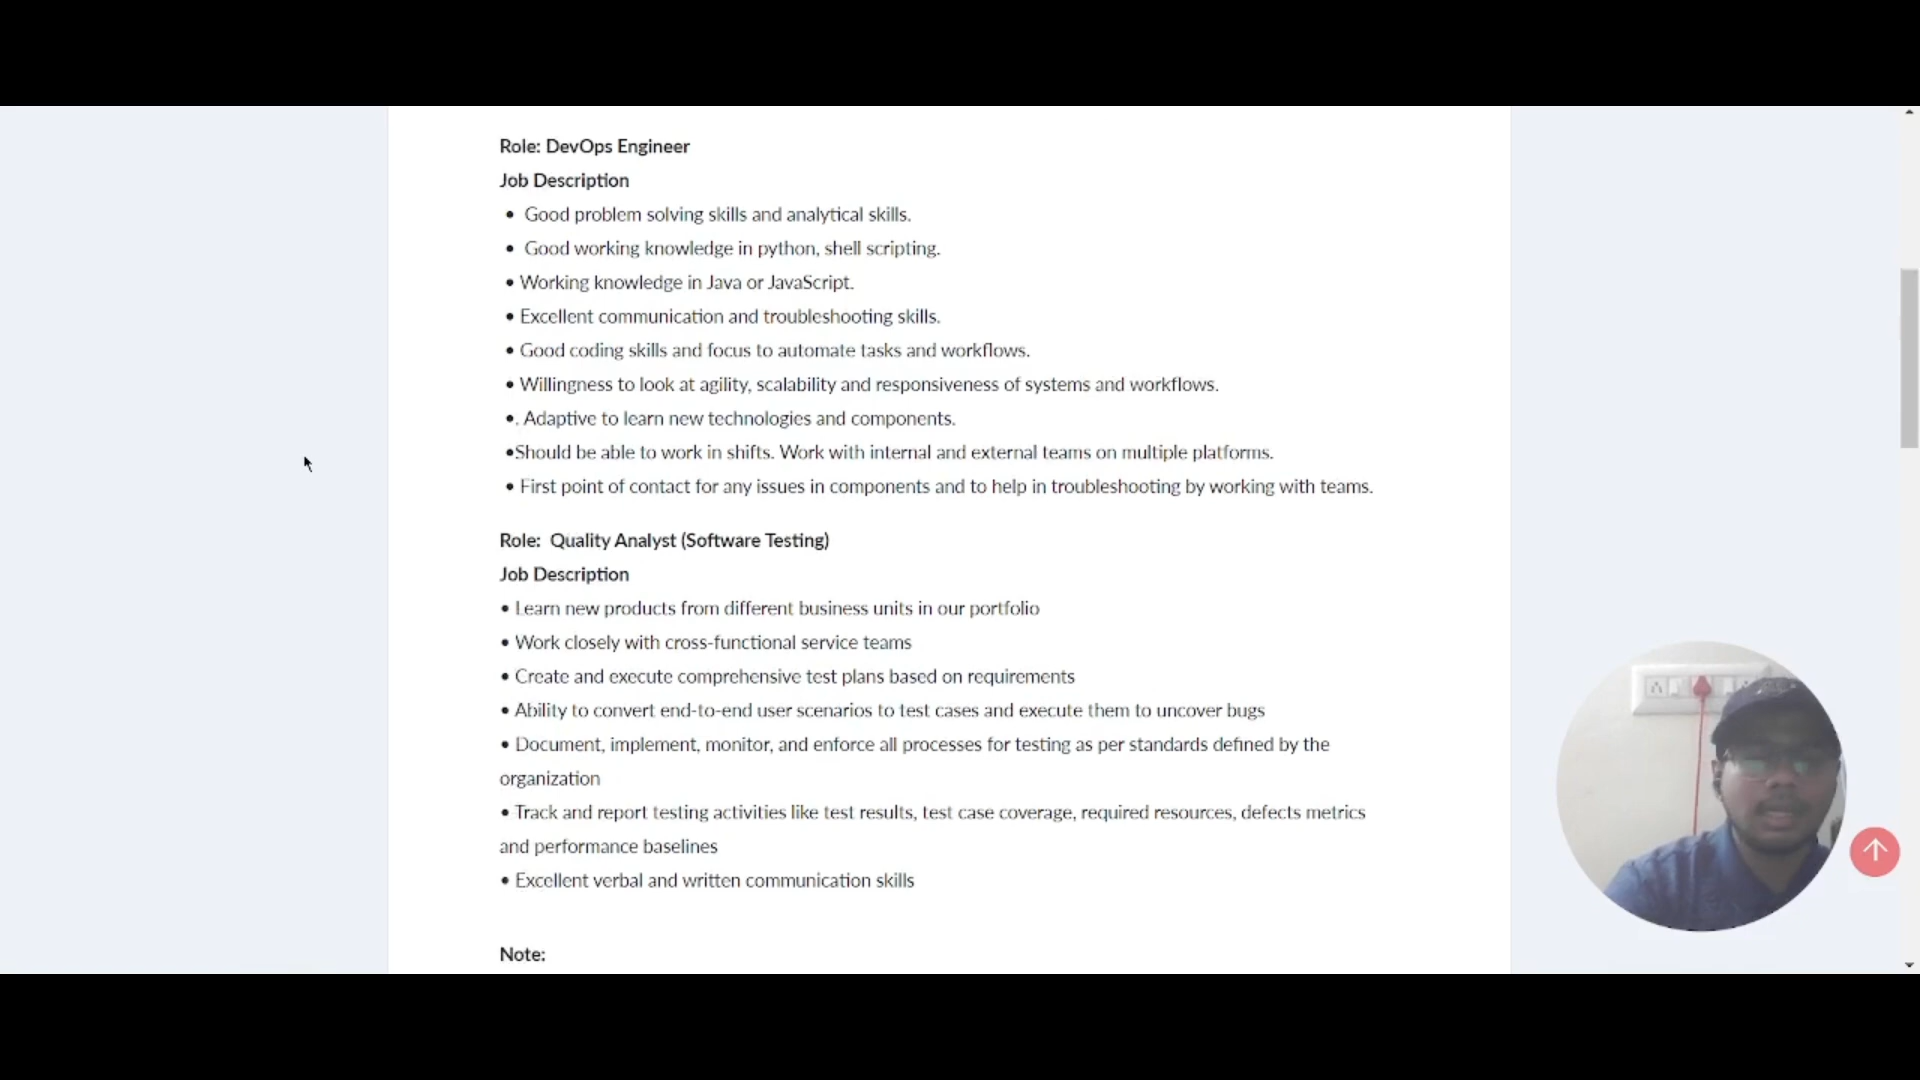 Role: DevOps Engineer
Job Description
• Good problem solving skills and analytical skills.
• Good working knowledge in python, shell scripting.
• Working knowledge in Java or JavaScript.
• Excellent communication and troubleshooting skills.
• Good coding skills and focus to automate tasks and workflows.
• Willingness to look at agility, scalability and responsiveness of systems and workflows.
•. Adaptive to learn new technologies and components.
•Should be able to work in shifts. Work with internal and external teams on multiple platforms.
• First point of contact for any issues in components and to help in troubleshooting by working with teams.
Role: Quality Analyst (Software Testing)
Job Description
• Learn new products from different business units in our portfolio
• Work closely with cross-functional service teams
• Create and execute comprehensive test plans based on requirements
• Ability to convert end-to-end user scenarios to test cases and execute them to uncover bugs
• Document, implement, monitor, and enforce all processes for testing as per standards defined by the
organization
• Track and report testing activities like test results, test case coverage, required resources, defects metrics
and performance baselines
• Excellent verbal and written communication skills
Note: